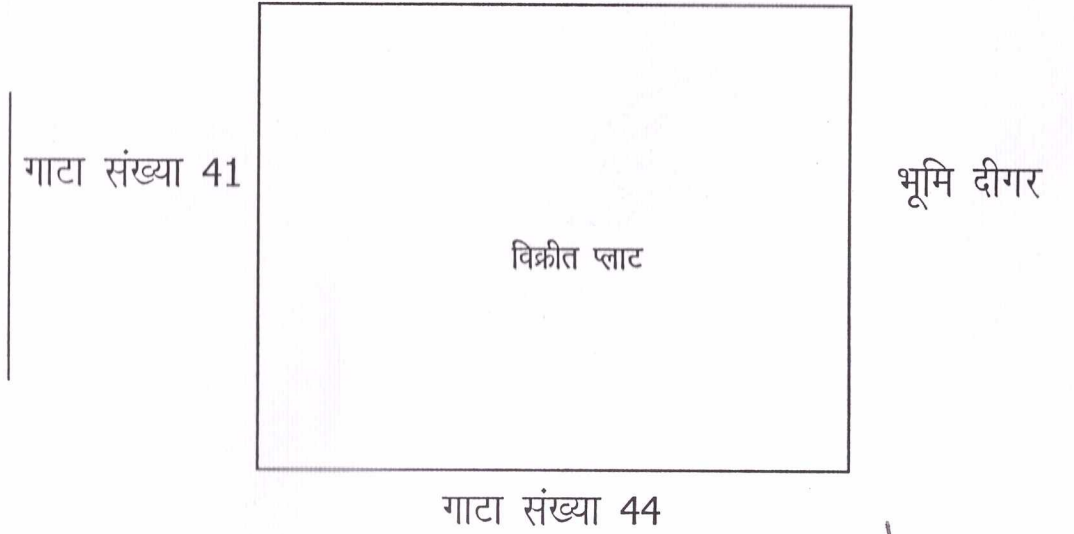 गाटा संख्या 41
भूमि दीगर
विक्रीत प्लाट
गाटा संख्या 44